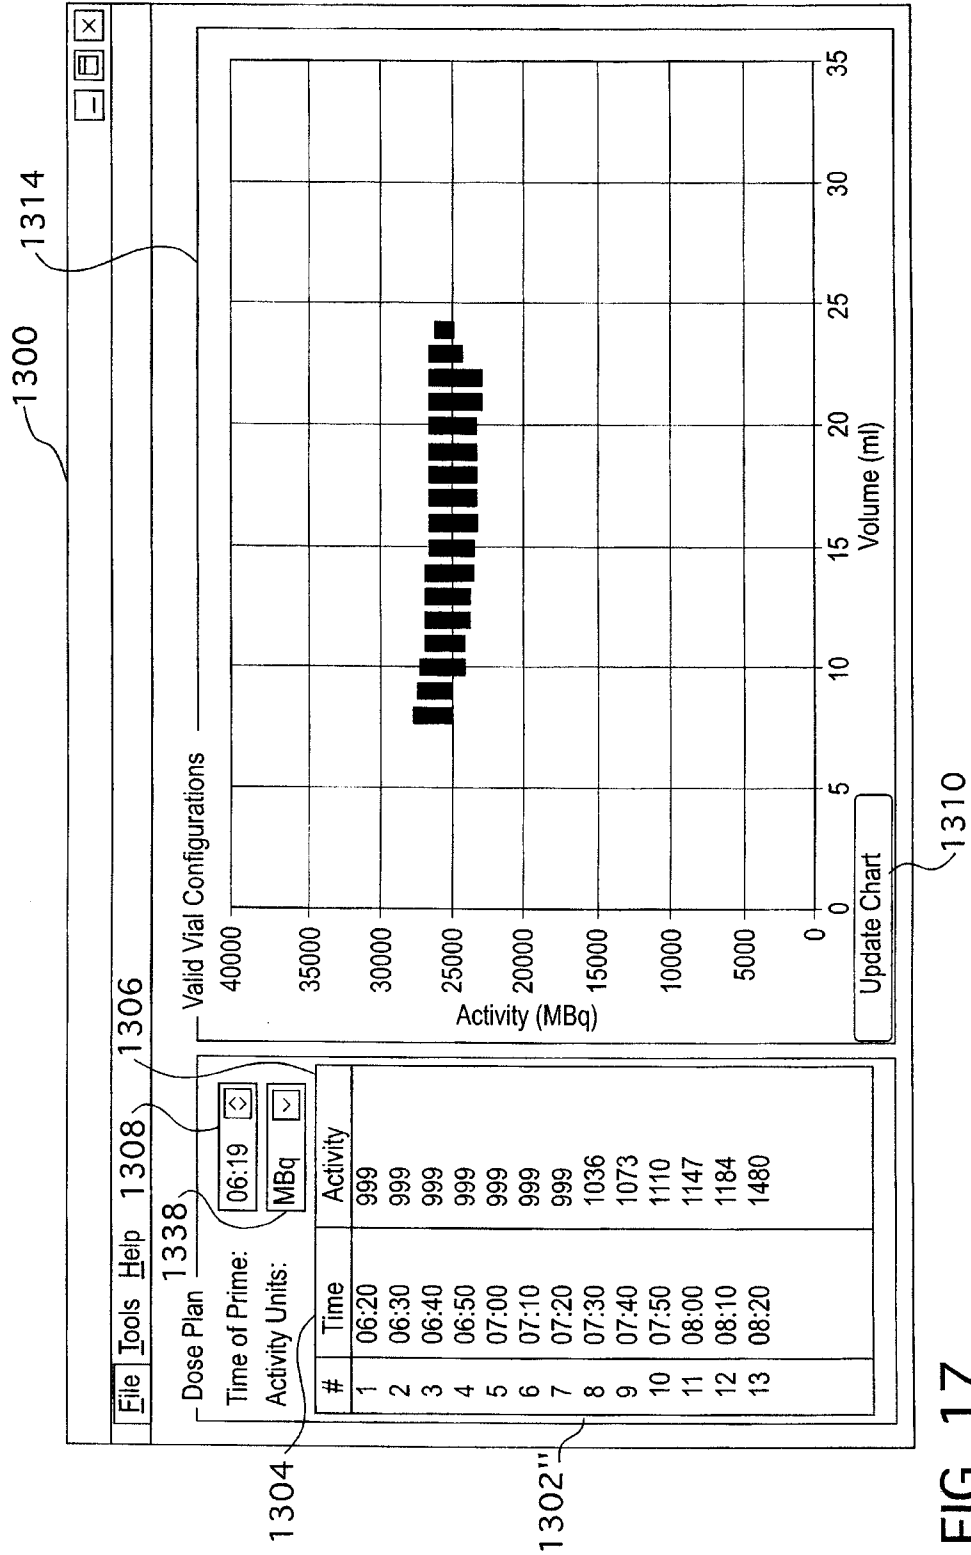 1300
1314
File Tools Help
1338
1308
1306
Dose Plan
Time of Prime: 06:19
Activity Units: MBq
1304
# Time Activity
1 06:20 999
2 06:30 999
3 06:40 999
4 06:50 999
5 07:00 999
6 07:10 999
7 07:20 999
8 07:30 1036
9 07:40 1073
10 07:50 1110
11 08:00 1147
12 08:10 1184
13 08:20 1480
1302"
Valid Vial Configurations
40000
35000
30000
25000
20000
15000
10000
5000
0
Activity (MBq)
0 5 10 15 20 25 30 35
Volume (ml)
Update Chart
1310
FIG. 17